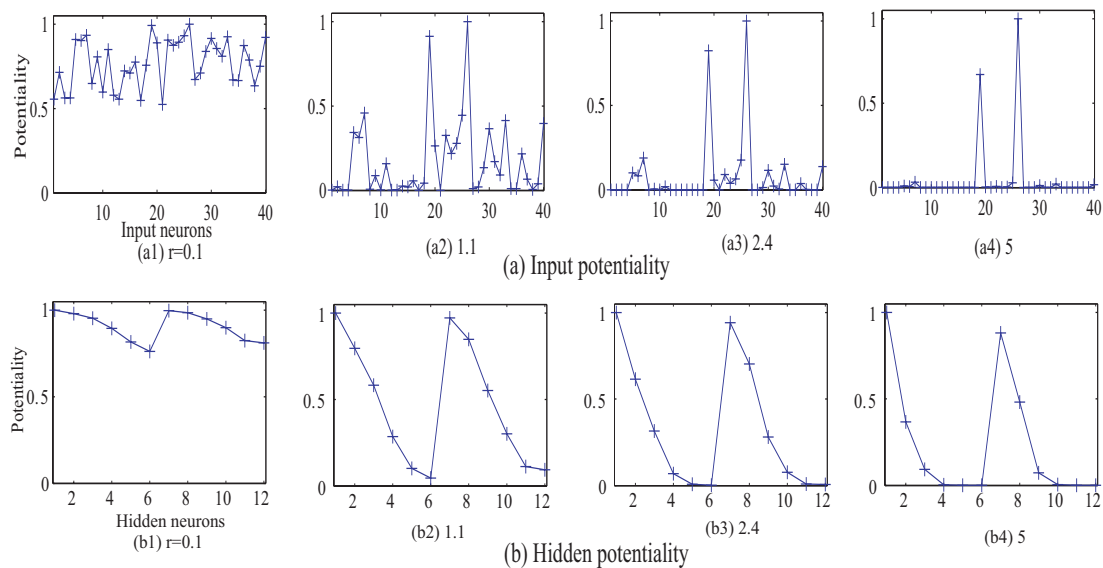 1
0.5
0
Potentiality
10 20 30 40
Input neurons
(a1) r=0.1
1
0.5
0
10 20 30 40
(a2) 1.1
1
0.5
0
10 20 30 40
(a3) 2.4
1
0.5
0
10 20 30 40
(a4) 5
(a) Input potentiality
1
0.5
0
Potentiality
2 4 6 8 10 12
Hidden neurons
(b1) r=0.1
1
0.5
0
2 4 6 8 10 12
(b2) 1.1
1
0.5
0
2 4 6 8 10 12
(b3) 2.4
1
0.5
0
2 4 6 8 10 12
(b4) 5
(b) Hidden potentiality